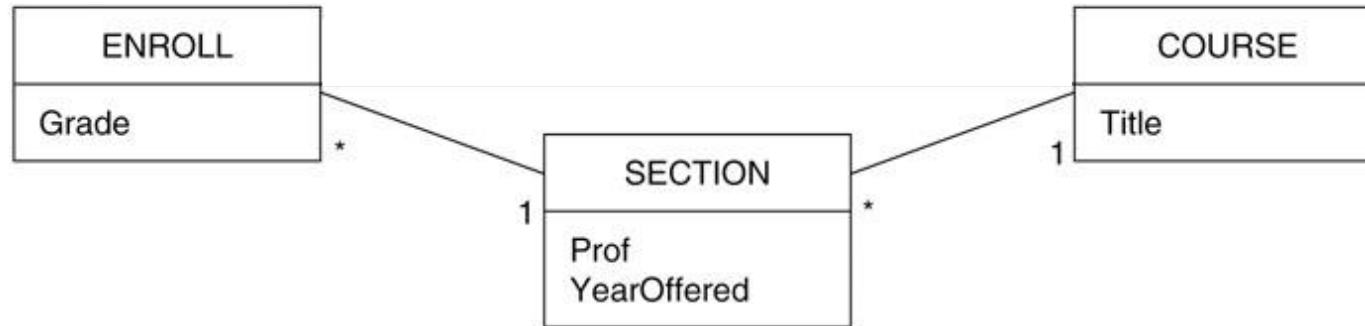 ENROLL
Grade
*
1
SECTION
Prof
YearOffered
*
1
COURSE
Title